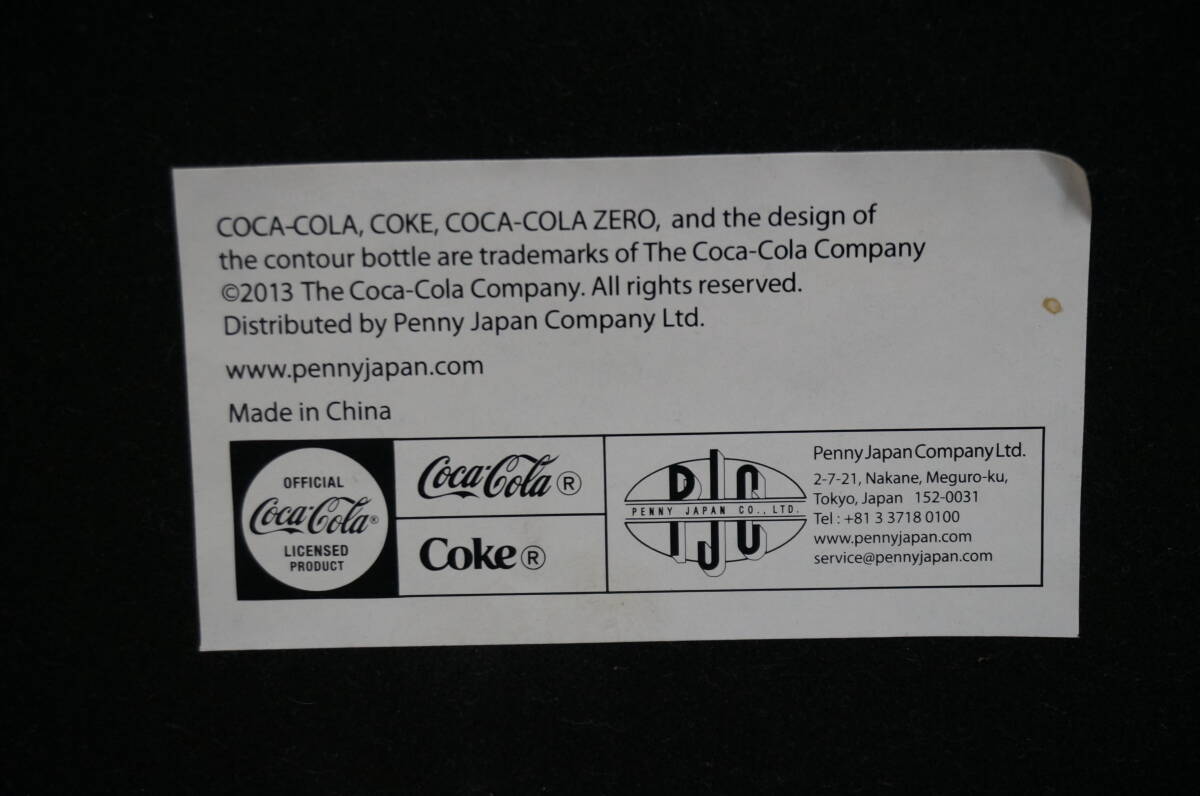 COCA-COLA, COKE, COCA-COLA ZERO, and the design of
the contour bottle are trademarks of The Coca-Cola Company
©2013 The Coca-Cola Company. All rights reserved.
Distributed by Penny Japan Company Ltd.
www.pennyjapan.com
Made in China
OFFICIAL
Coca-Cola®
LICENSED
PRODUCT
Coca-Cola®
Coke®
PJC
PENNY JAPAN CO., LTD.
Penny Japan Company Ltd.
2-7-21, Nakane, Meguro-ku,
Tokyo, Japan 152-0031
Tel : +81 3 3718 0100
www.pennyjapan.com
service@pennyjapan.com